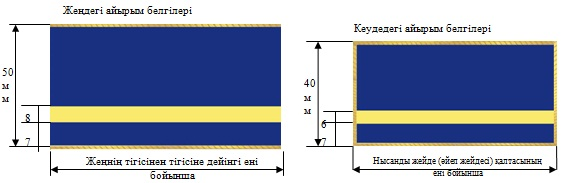 Жеңдегі айырым белгілері
50
м
м
8
7
Жеңнің тігісінен тігісіне дейінгі ені
бойынша
Кеудедегі айырым белгілері
40
м
м
6
7
Нысанды жейде (әйел жейдесі) қалтасының
ені бойынша